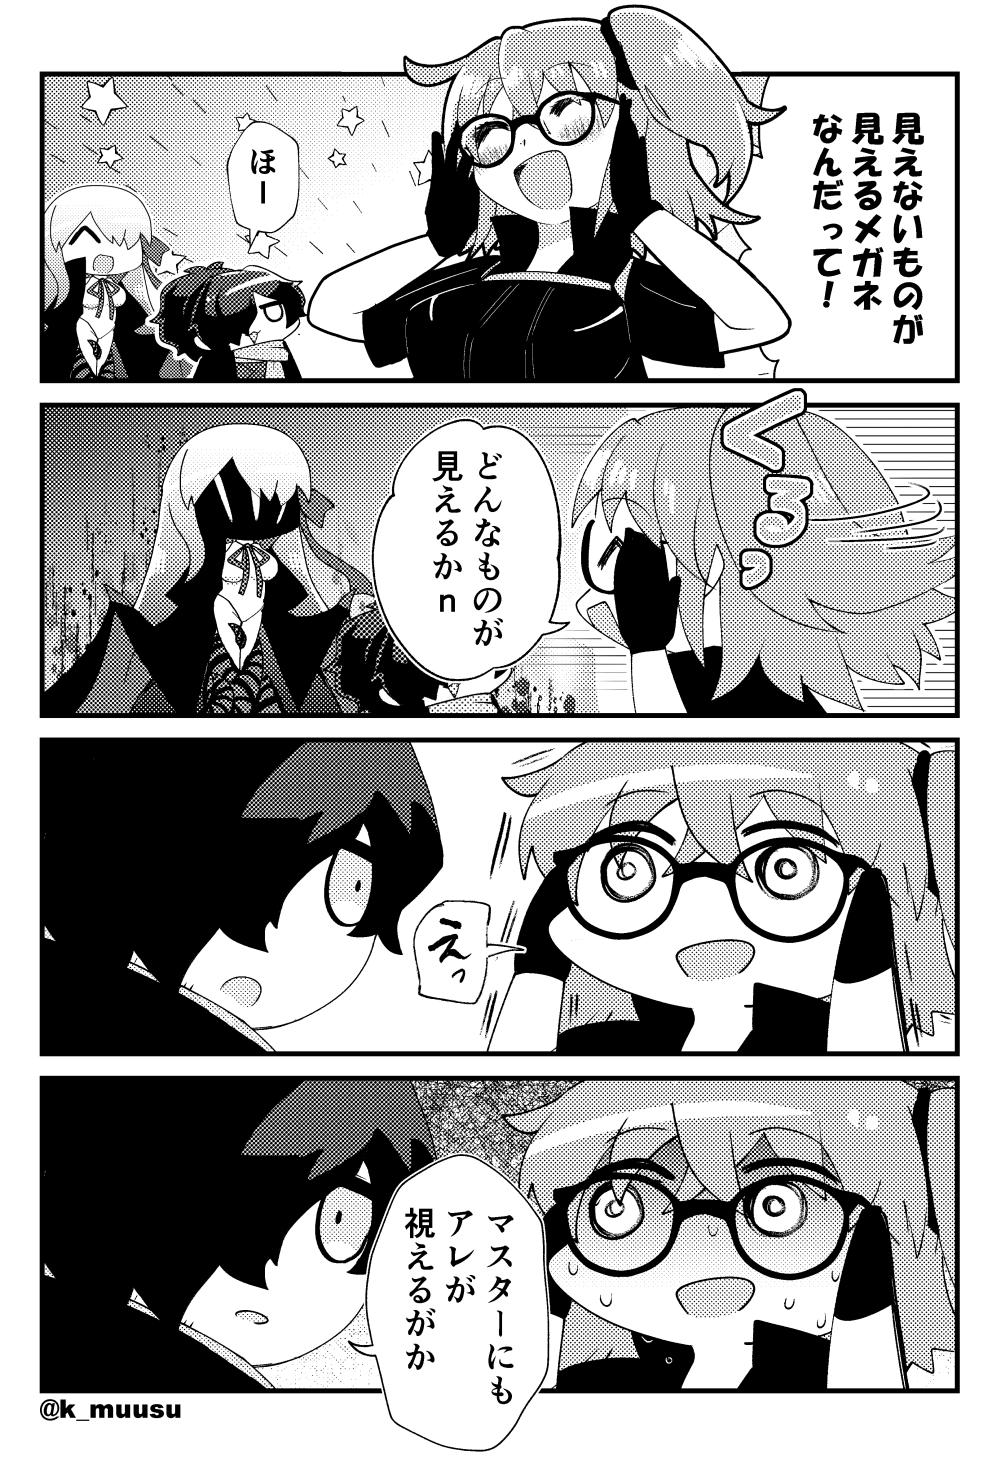 見えないものが
見えるメガネ
なんだって！
ほー
くるっ
どんなものが
見えるかn
えっ
マスターにも
アレが
視えるがか
@k_muusu